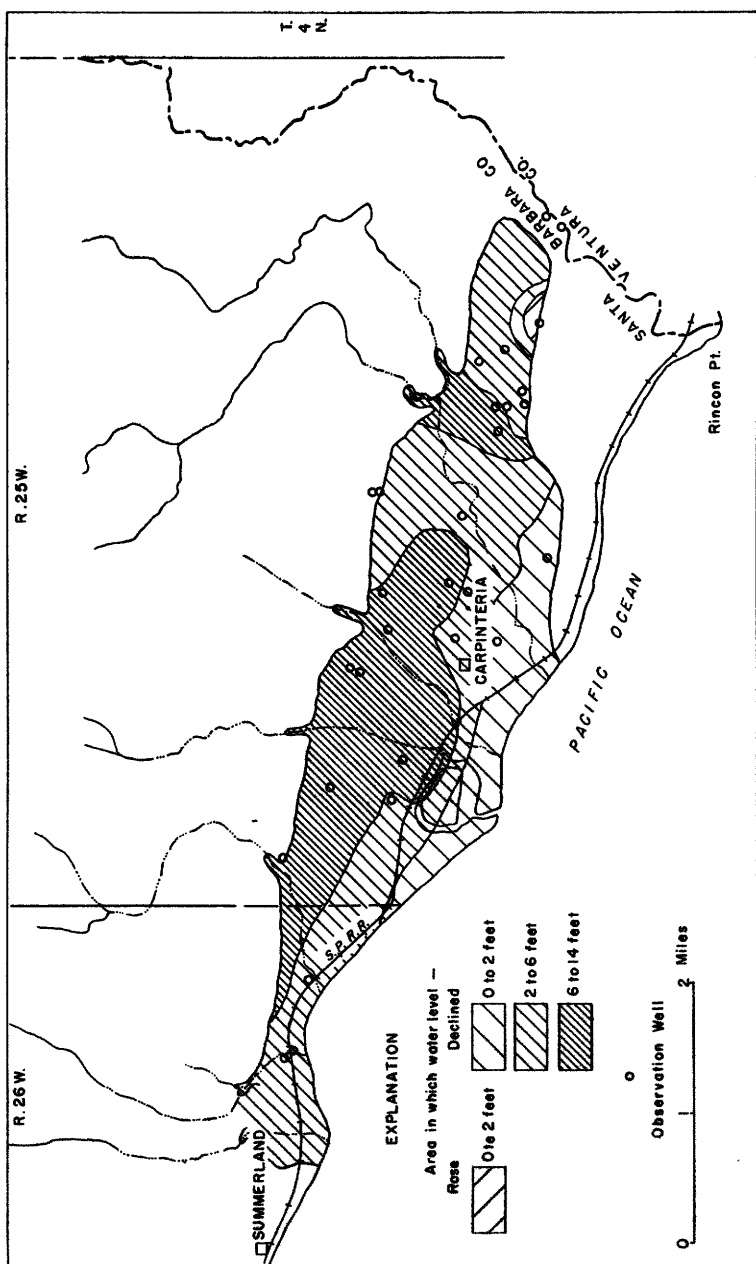 R. 26W.
R. 25W.
T.
4
N.
SUMMERLAND
S.P.R.R.
CARPINTERIA
SANTA BARBARA CO
VENTURA CO.
Rincon Pt.
PACIFIC OCEAN
EXPLANATION
Area in which water level —
Rose
Declined
0 to 2 feet
0 to 2 feet
2 to 6 feet
6 to 14 feet
Observation Well
0
1
2 Miles